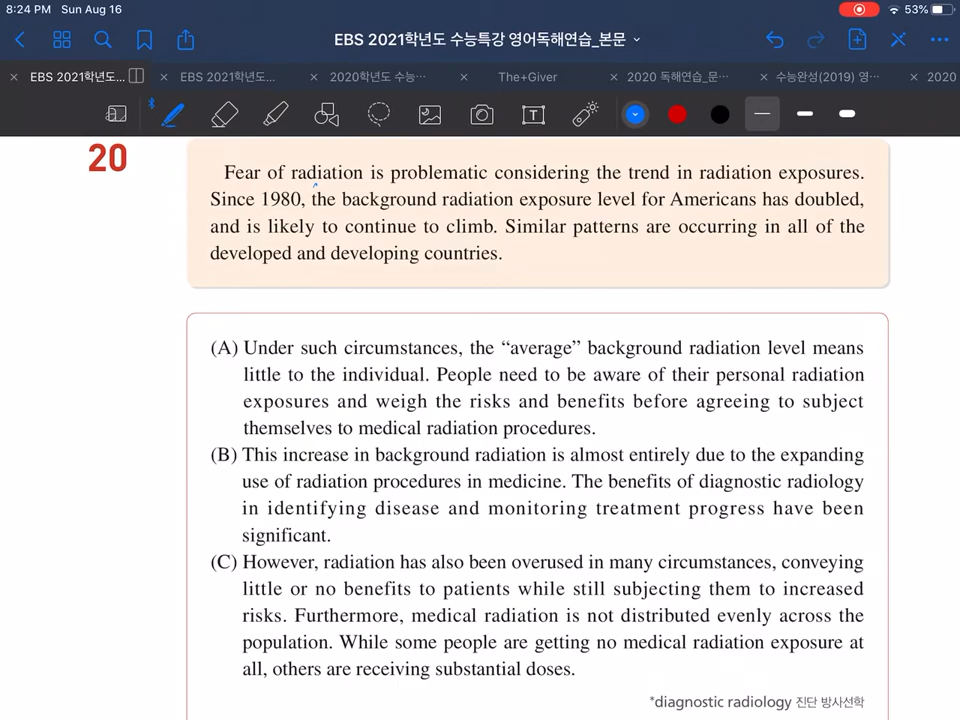 8:24 PM Sun Aug 16
53%
EBS 2021학년도 수능특강 영어독해연습_본문
EBS 2021학년도...
EBS 2021학년도...
2020학년도 수능...
The+Giver
2020 독해연습_문...
수능완성(2019) 영...
2020
T
20
Fear of radiation is problematic considering the trend in radiation exposures.
Since 1980, the background radiation exposure level for Americans has doubled,
and is likely to continue to climb. Similar patterns are occurring in all of the
developed and developing countries.
(A) Under such circumstances, the “average” background radiation level means
little to the individual. People need to be aware of their personal radiation
exposures and weigh the risks and benefits before agreeing to subject
themselves to medical radiation procedures.
(B) This increase in background radiation is almost entirely due to the expanding
use of radiation procedures in medicine. The benefits of diagnostic radiology
in identifying disease and monitoring treatment progress have been
significant.
(C) However, radiation has also been overused in many circumstances, conveying
little or no benefits to patients while still subjecting them to increased
risks. Furthermore, medical radiation is not distributed evenly across the
population. While some people are getting no medical radiation exposure at
all, others are receiving substantial doses.
*diagnostic radiology 진단 방사선학